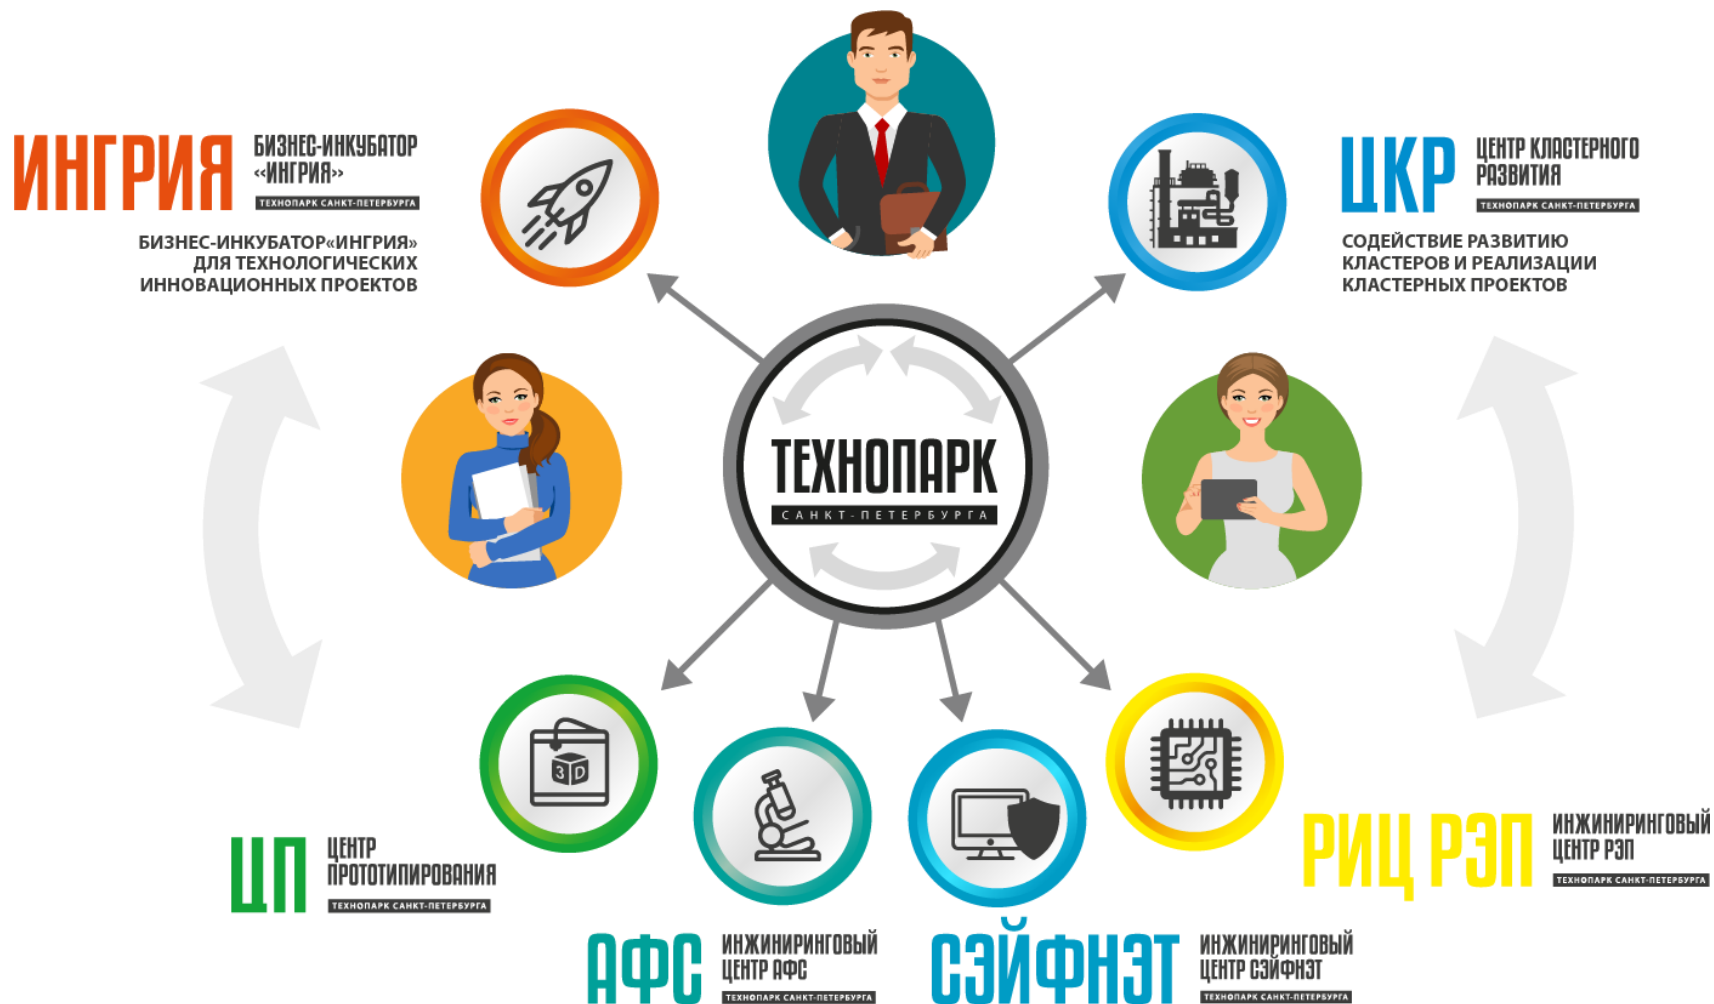 ИНГРИЯ
БИЗНЕС-ИНКУБАТОР
«ИНГРИЯ»
ТЕХНОПАРК САНКТ-ПЕТЕРБУРГА
БИЗНЕС-ИНКУБАТОР«ИНГРИЯ»
ДЛЯ ТЕХНОЛОГИЧЕСКИХ
ИННОВАЦИОННЫХ ПРОЕКТОВ
ЦКР
ЦЕНТР КЛАСТЕРНОГО
РАЗВИТИЯ
ТЕХНОПАРК САНКТ-ПЕТЕРБУРГА
СОДЕЙСТВИЕ РАЗВИТИЮ
КЛАСТЕРОВ И РЕАЛИЗАЦИИ
КЛАСТЕРНЫХ ПРОЕКТОВ
ТЕХНОПАРК
САНКТ-ПЕТЕРБУРГА
3D
ЦП
ЦЕНТР
ПРОТОТИПИРОВАНИЯ
ТЕХНОПАРК САНКТ-ПЕТЕРБУРГА
АФС
ИНЖИНИРИНГОВЫЙ
ЦЕНТР АФС
ТЕХНОПАРК САНКТ-ПЕТЕРБУРГА
СЭЙФНЭТ
ИНЖИНИРИНГОВЫЙ
ЦЕНТР СЭЙФНЭТ
ТЕХНОПАРК САНКТ-ПЕТЕРБУРГА
РИЦ РЭП
ИНЖИНИРИНГОВЫЙ
ЦЕНТР РЭП
ТЕХНОПАРК САНКТ-ПЕТЕРБУРГА